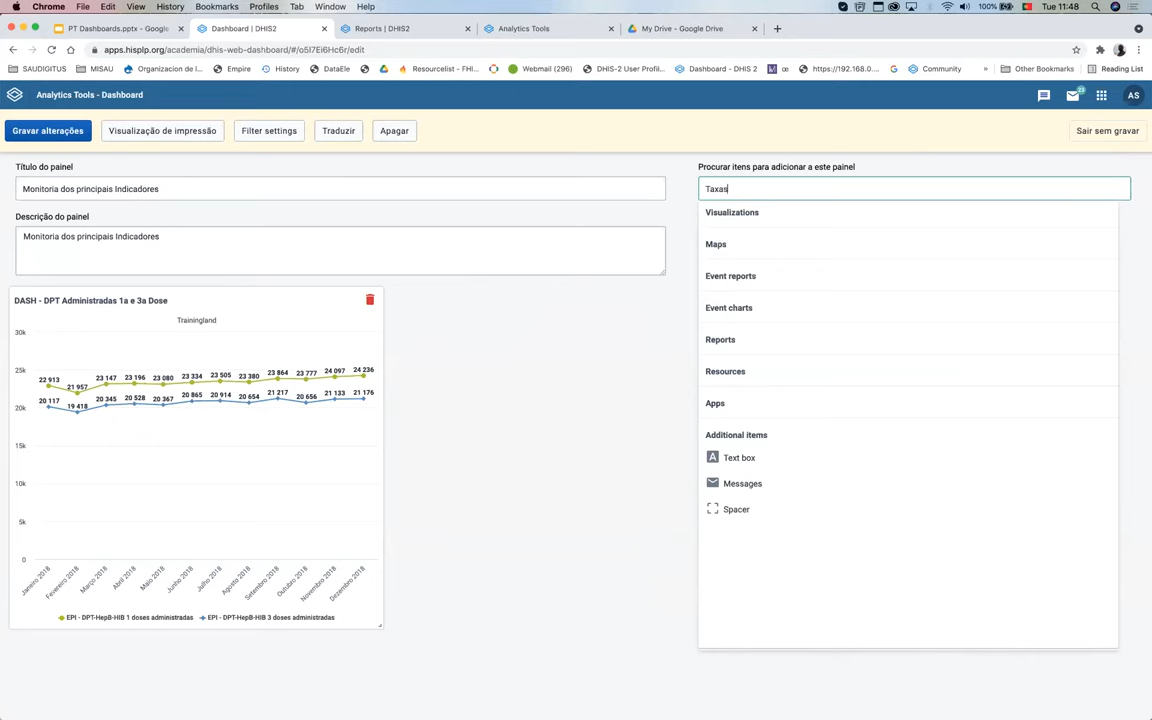 Chrome File Edit View History Bookmarks Profiles Tab Window Help 100% Tue 11:48
PT Dashboards.pptx - Google Dashboard | DHIS2 Reports | DHIS2 Analytics Tools My Drive - Google Drive
apps.hisplp.org/academia/dhis-web-dashboard/#/o5I7Ei6Hc6r/edit
SAUDIGITUS MISAU Organizacion de I... Empire History DataEle Resourcelist - FHI... Webmail (296) DHIS-2 User Profil... Dashboard - DHIS 2 co https://192.168.0.... Community » Other Bookmarks Reading List
Analytics Tools - Dashboard 23 AS
Gravar alterações Visualização de impressão Filter settings Traduzir Apagar Sair sem gravar
Título do painel
Monitoria dos principais Indicadores
Descrição do painel
Monitoria dos principais Indicadores
DASH - DPT Administradas 1a e 3a Dose
Trainingland
30k
25k
20k
15k
10k
5k
0
22 913 21 957 23 147 23 196 23 080 23 334 23 505 23 380 23 864 23 777 24 097 24 236
20 117 19 418 20 345 20 528 20 367 20 865 20 914 20 654 21 217 20 656 21 133 21 176
Janeiro 2018 Fevereiro 2018 Março 2018 Abril 2018 Maio 2018 Junho 2018 Julho 2018 Agosto 2018 Setembro 2018 Outubro 2018 Novembro 2018 Dezembro 2018
EPI - DPT-HepB-HIB 1 doses administradas EPI - DPT-HepB-HIB 3 doses administradas
Procurar itens para adicionar a este painel
Taxas
Visualizations
Maps
Event reports
Event charts
Reports
Resources
Apps
Additional items
A Text box
Messages
Spacer